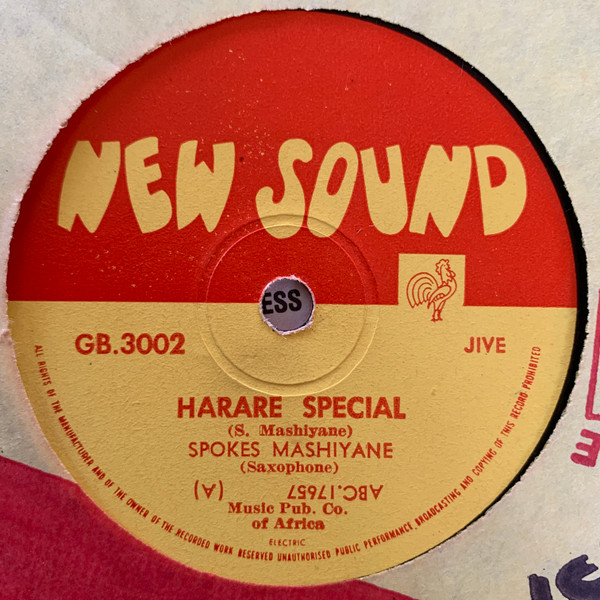 NEW SOUND
ESS
GB.3002
JIVE
HARARE SPECIAL
(S. Mashiyane)
SPOKES MASHIYANE
(Saxophone)
ABC.17657 (A)
Music Pub. Co.
of Africa
ELECTRIC
ALL RIGHTS OF THE MANUFACTURER AND OF THE OWNER OF THE RECORDED WORK RESERVED UNAUTHORISED PUBLIC PERFORMANCE, BROADCASTING AND COPYING OF THIS RECORD PROHIBITED